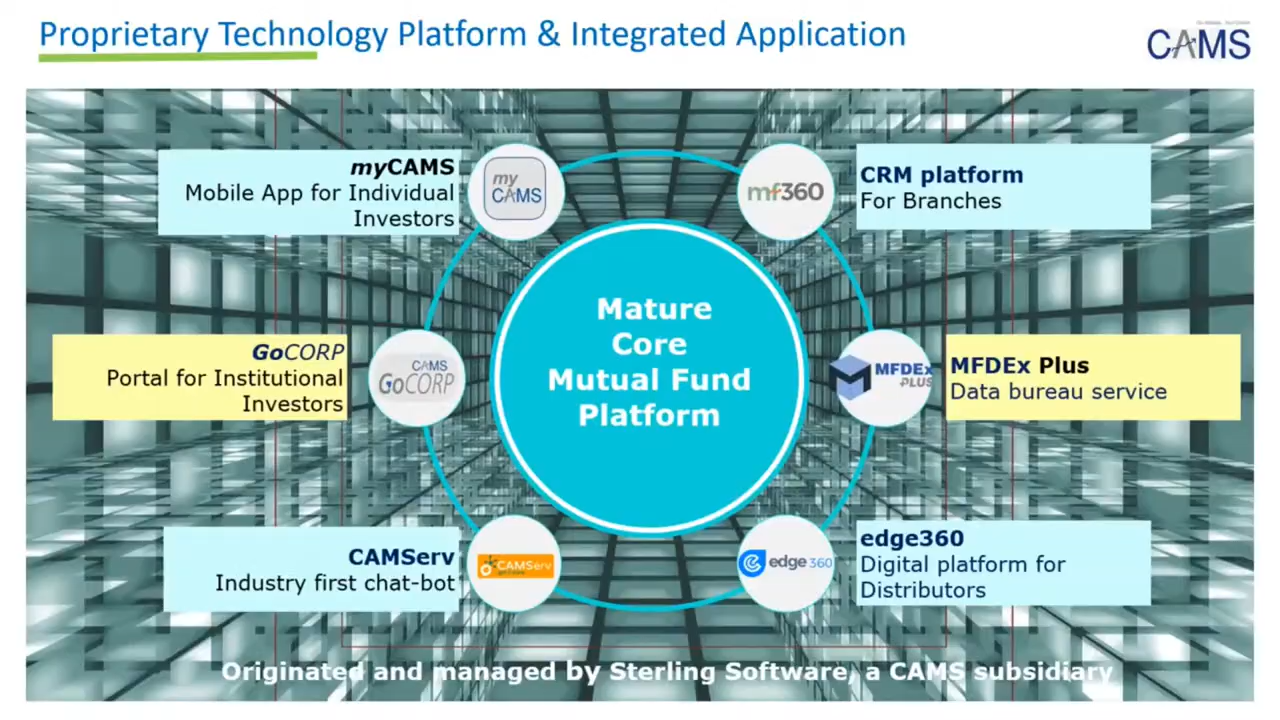 Proprietary Technology Platform & Integrated Application
CAMS
myCAMS
Mobile App for Individual
Investors
my
CAMS
mf360
CRM platform
For Branches
Mature
Core
Mutual Fund
Platform
GoCORP
Portal for Institutional
Investors
CAMS
GoCORP
MFDEx
PLUS
MFDEx Plus
Data bureau service
CAMServ
Industry first chat-bot
CAMServ
edge360
edge360
Digital platform for
Distributors
Originated and managed by Sterling Software, a CAMS subsidiary